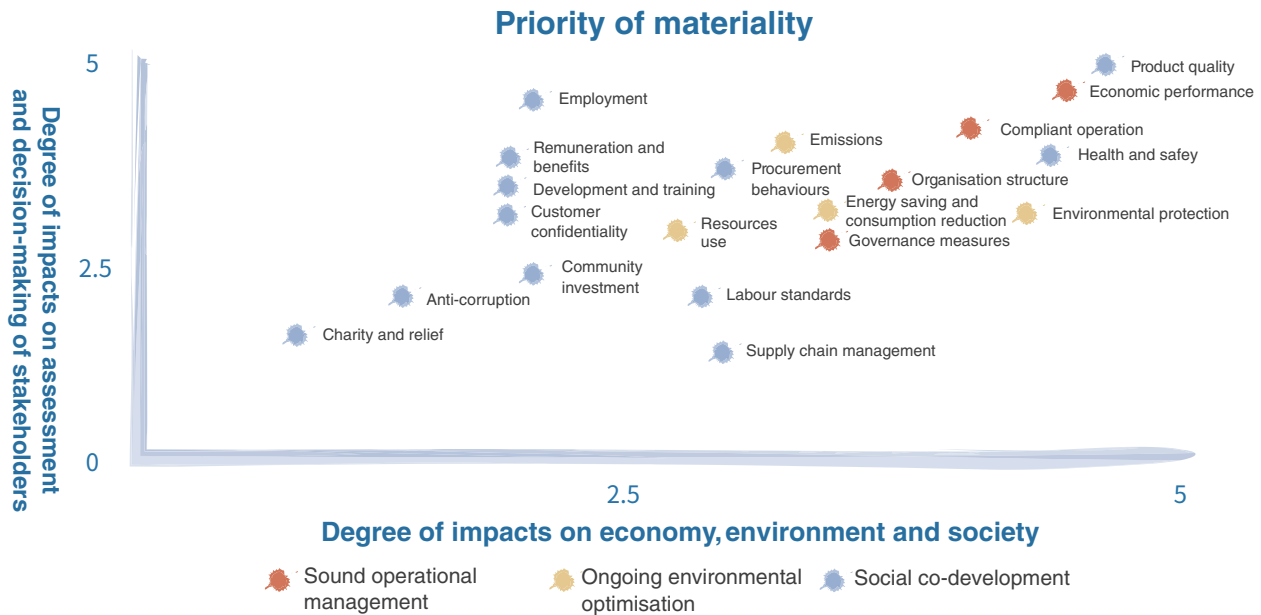 Priority of materiality
5
2.5
0
Degree of impacts on assessment
and decision-making of stakeholders
Product quality
Economic performance
Employment
Compliant operation
Emissions
Remuneration and
benefits
Health and safey
Procurement
behaviours
Organisation structure
Development and training
Energy saving and
consumption reduction
Customer
confidentiality
Environmental protection
Resources
use
Governance measures
Community
investment
Anti-corruption
Labour standards
Charity and relief
Supply chain management
2.5
5
Degree of impacts on economy, environment and society
Sound operational
management
Ongoing environmental
optimisation
Social co-development